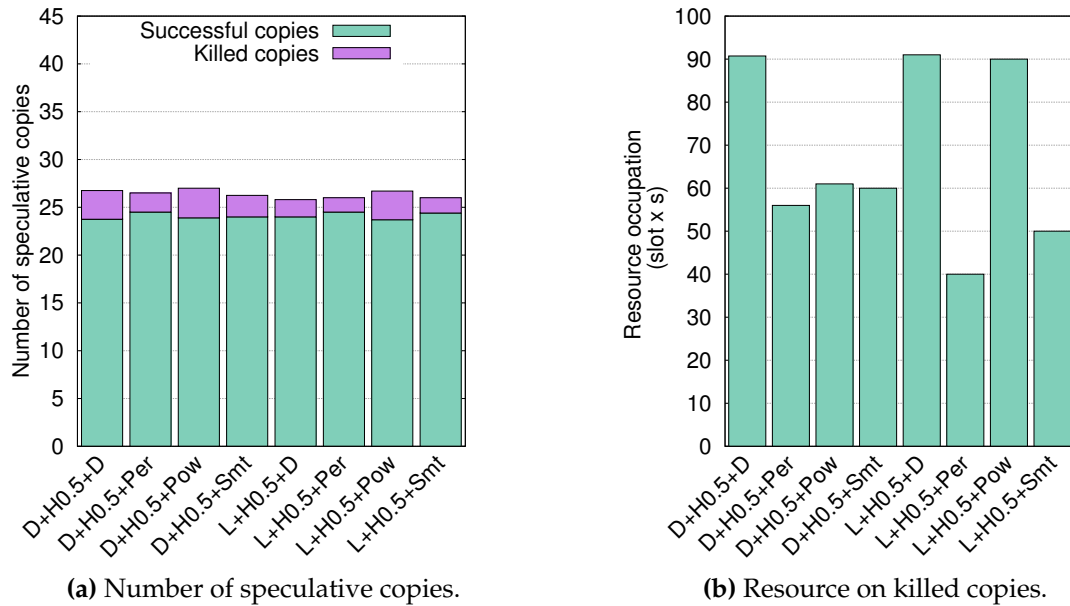 Number of speculative copies
45
40
35
30
25
20
15
10
5
0
Successful copies
Killed copies
D+H0.5+D
D+H0.5+Per
D+H0.5+Pow
D+H0.5+Smt
L+H0.5+D
L+H0.5+Per
L+H0.5+Pow
L+H0.5+Smt
(a) Number of speculative copies.
Resource occupation
(slot x s)
100
90
80
70
60
50
40
30
20
10
0
D+H0.5+D
D+H0.5+Per
D+H0.5+Pow
D+H0.5+Smt
L+H0.5+D
L+H0.5+Per
L+H0.5+Pow
L+H0.5+Smt
(b) Resource on killed copies.